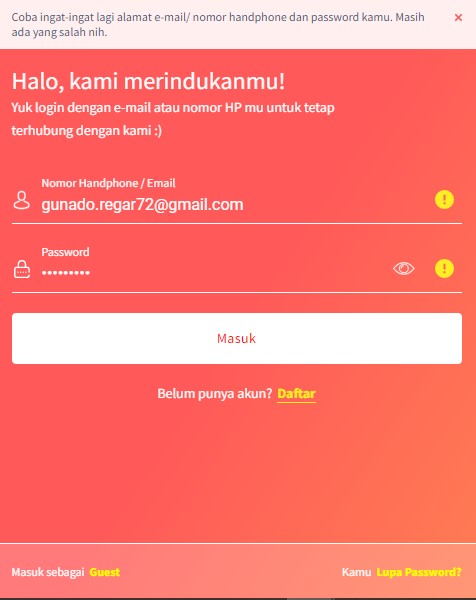 Coba ingat-ingat lagi alamat e-mail/ nomor handphone dan password kamu. Masih
ada yang salah nih.
Halo, kami merindukanmu!
Yuk login dengan e-mail atau nomor HP mu untuk tetap
terhubung dengan kami :)
Nomor Handphone / Email
gunado.regar72@gmail.com
Password
•••••••••
Masuk
Belum punya akun? Daftar
Masuk sebagai Guest
Kamu Lupa Password?